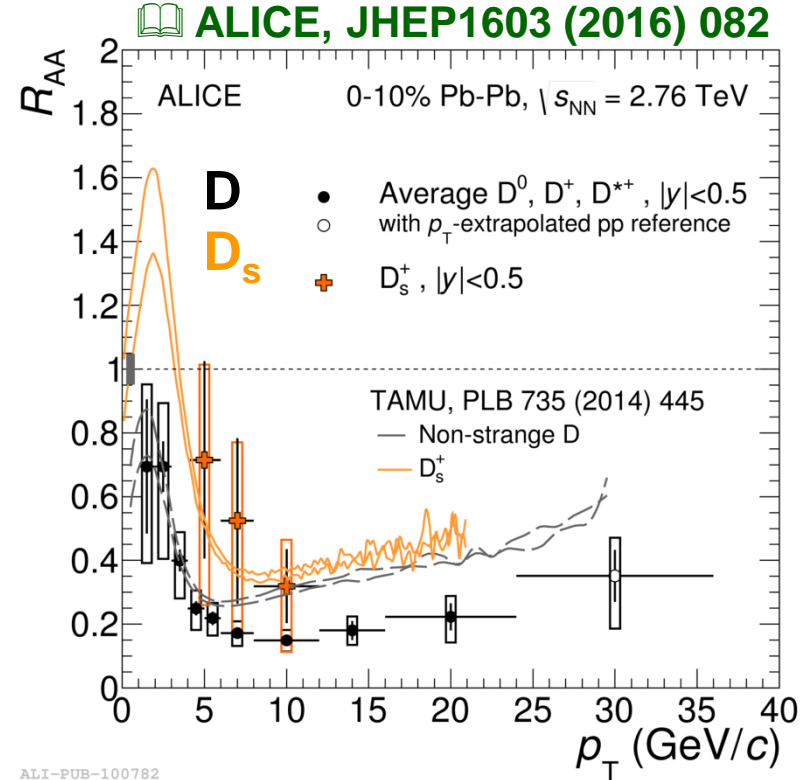 ALICE, JHEP1603 (2016) 082
R_AA
ALICE 0-10% Pb-Pb, √s_NN = 2.76 TeV
D
D_s
Average D^0, D^+, D*^+ , |y|<0.5
with p_T-extrapolated pp reference
D_s^+ , |y|<0.5
TAMU, PLB 735 (2014) 445
Non-strange D
D_s^+
2
1.8
1.6
1.4
1.2
1
0.8
0.6
0.4
0.2
0
0 5 10 15 20 25 30 35 40
p_T (GeV/c)
ALI-PUB-100782